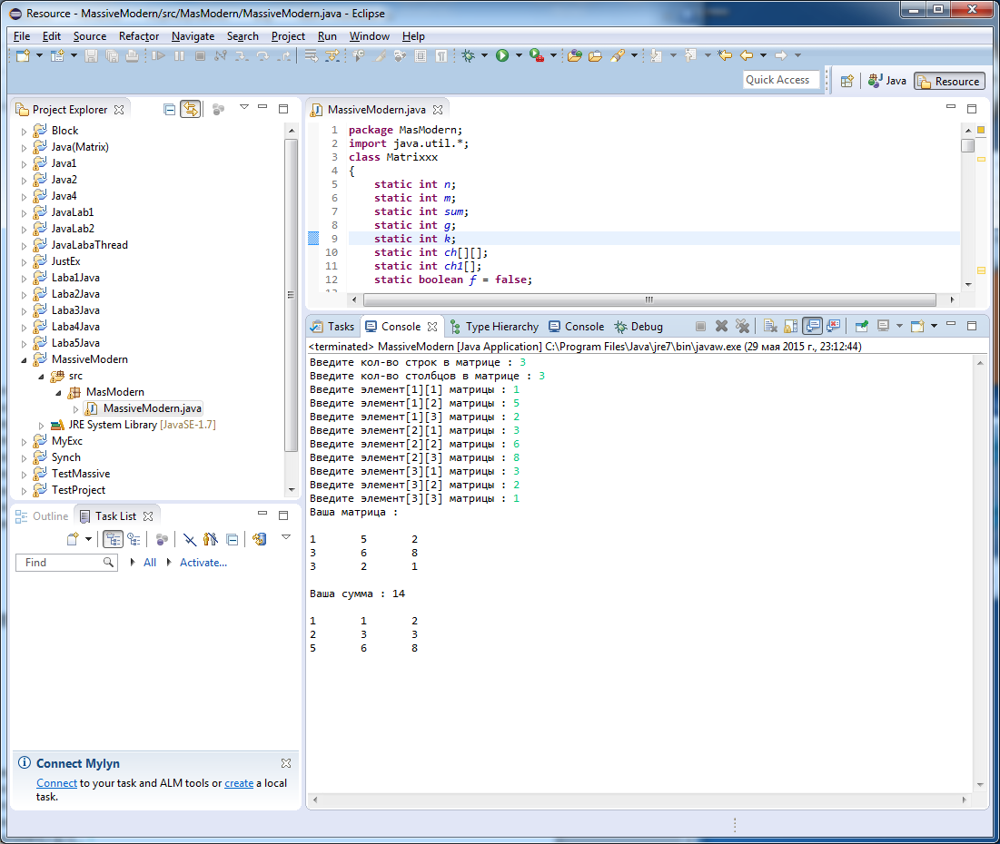 Resource - MassiveModern/src/MasModern/MassiveModern.java - Eclipse
File Edit Source Refactor Navigate Search Project Run Window Help
Quick Access
Java
Resource
Project Explorer
Block
Java(Matrix)
Java1
Java2
Java4
JavaLab1
JavaLab2
JavaLabaThread
JustEx
Laba1Java
Laba2Java
Laba3Java
Laba4Java
Laba5Java
MassiveModern
src
MasModern
MassiveModern.java
JRE System Library [JavaSE-1.7]
MyExc
Synch
TestMassive
TestProject
Outline
Task List
Find
All
Activate...
Connect Mylyn
Connect to your task and ALM tools or create a local
task.
MassiveModern.java
1 package MasModern;
2 import java.util.*;
3 class Matrixxx
4 {
5 static int n;
6 static int m;
7 static int sum;
8 static int g;
9 static int k;
10 static int ch[][];
11 static int ch1[];
12 static boolean f = false;
Tasks
Console
Type Hierarchy
Console
Debug
<terminated> MassiveModern [Java Application] C:\Program Files\Java\jre7\bin\javaw.exe (29 мая 2015 г., 23:12:44)
Введите кол-во строк в матрице : 3
Введите кол-во столбцов в матрице : 3
Введите элемент[1][1] матрицы : 1
Введите элемент[1][2] матрицы : 5
Введите элемент[1][3] матрицы : 2
Введите элемент[2][1] матрицы : 3
Введите элемент[2][2] матрицы : 6
Введите элемент[2][3] матрицы : 8
Введите элемент[3][1] матрицы : 3
Введите элемент[3][2] матрицы : 2
Введите элемент[3][3] матрицы : 1
Ваша матрица :
1 5 2
3 6 8
3 2 1
Ваша сумма : 14
1 1 2
2 3 3
5 6 8